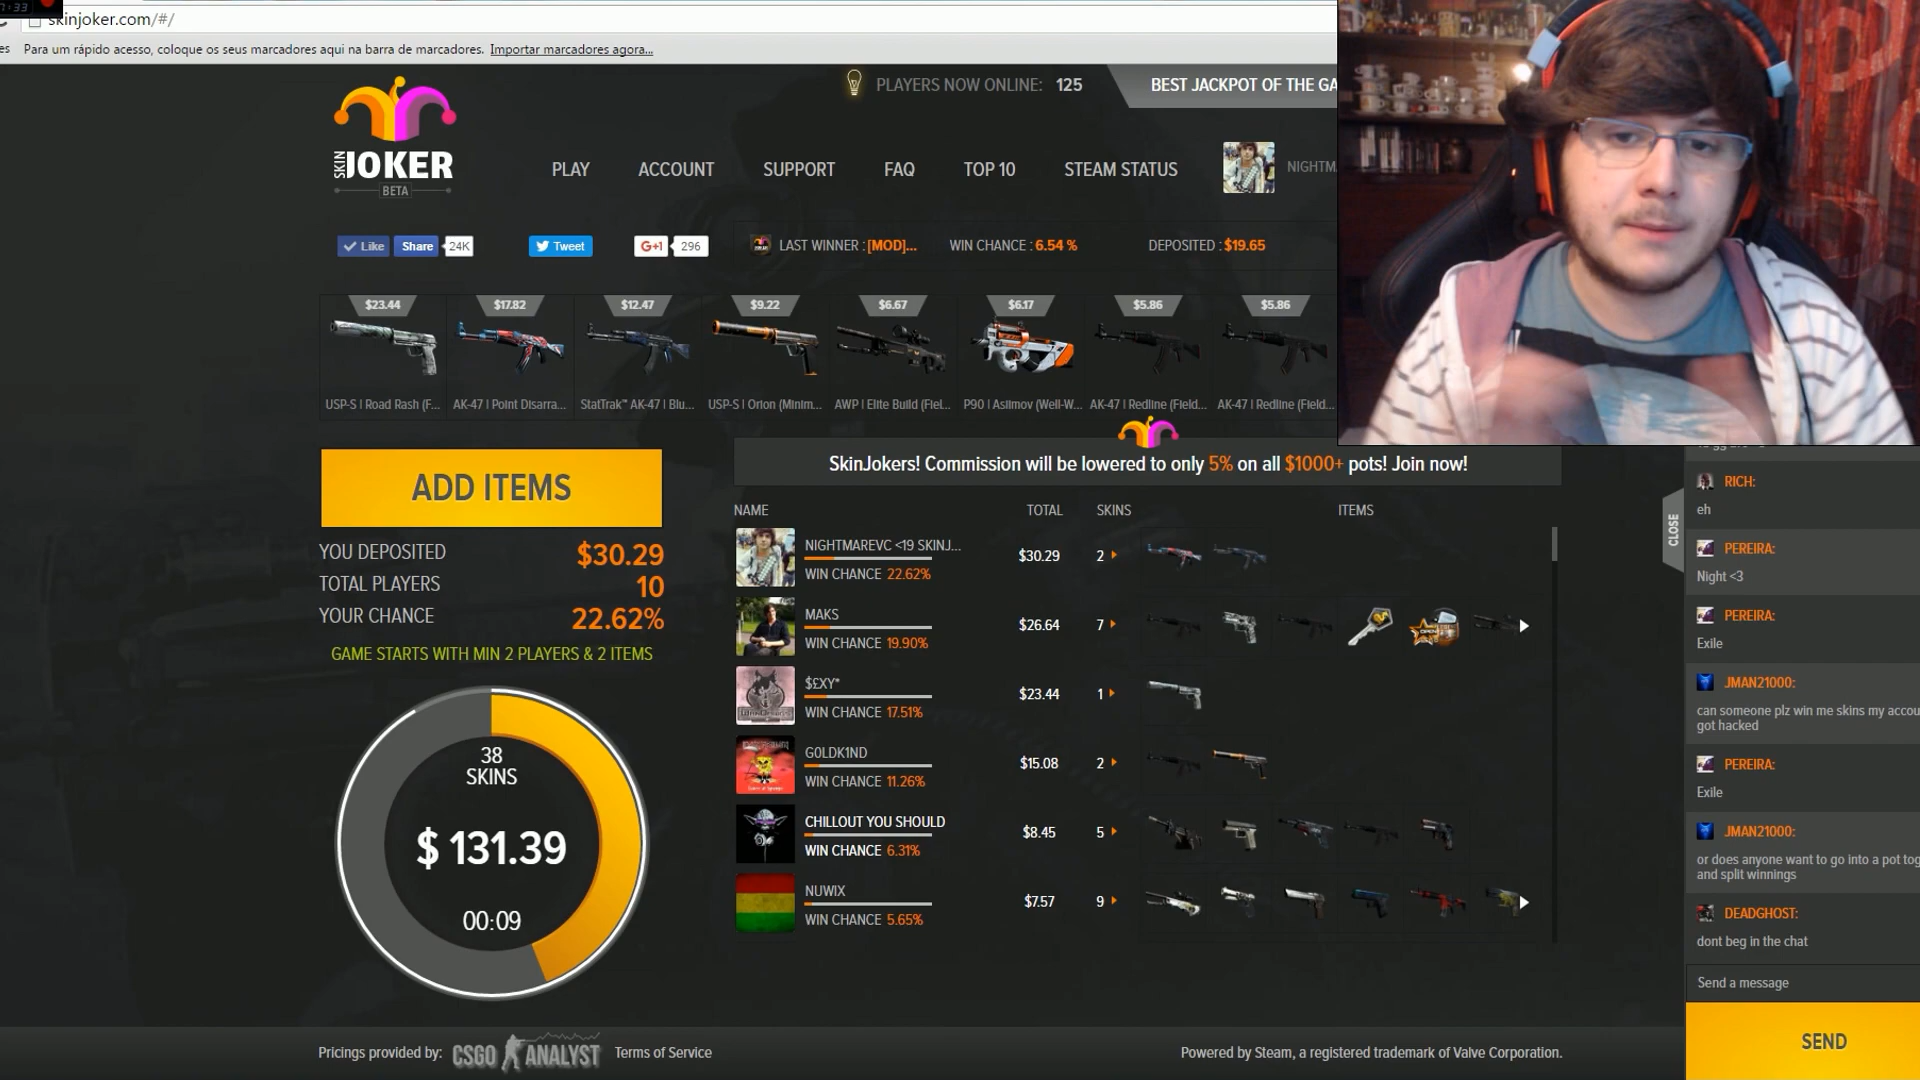 7:33
skinjoker.com/#/
es Para um rápido acesso, coloque os seus marcadores aqui na barra de marcadores. Importar marcadores agora...
PLAYERS NOW ONLINE: 125
BEST JACKPOT OF THE GA
SKIN JOKER
BETA
PLAY
ACCOUNT
SUPPORT
FAQ
TOP 10
STEAM STATUS
NIGHTM
Like
Share
24K
Tweet
G+1
296
LAST WINNER : [MOD]...
WIN CHANCE : 6.54 %
DEPOSITED : $19.65
$23.44
$17.82
$12.47
$9.22
$6.67
$6.17
$5.86
$5.86
USP-S | Road Rash (F...
AK-47 | Point Disarra...
StatTrak™ AK-47 | Blu...
USP-S | Orion (Minim...
AWP | Elite Build (Fiel...
P90 | Asiimov (Well-W...
AK-47 | Redline (Field...
AK-47 | Redline (Field...
ADD ITEMS
SkinJokers! Commission will be lowered to only 5% on all $1000+ pots! Join now!
YOU DEPOSITED $30.29
TOTAL PLAYERS 10
YOUR CHANCE 22.62%
GAME STARTS WITH MIN 2 PLAYERS & 2 ITEMS
38
SKINS
$ 131.39
00:09
NAME
TOTAL
SKINS
ITEMS
NIGHTMAREVC <19 SKINJ...
WIN CHANCE 22.62%
$30.29
2
MAKS
WIN CHANCE 19.90%
$26.64
7
$£XY*
WIN CHANCE 17.51%
$23.44
1
G0LDK1ND
WIN CHANCE 11.26%
$15.08
2
CHILLOUT YOU SHOULD
WIN CHANCE 6.31%
$8.45
5
NUWIX
WIN CHANCE 5.65%
$7.57
9
CLOSE
RICH:
eh
PEREIRA:
Night <3
PEREIRA:
Exile
JMAN21000:
can someone plz win me skins my accou
got hacked
PEREIRA:
Exile
JMAN21000:
or does anyone want to go into a pot tog
and split winnings
DEADGHOST:
dont beg in the chat
Send a message
SEND
Pricings provided by: CSGO ANALYST
Terms of Service
Powered by Steam, a registered trademark of Valve Corporation.